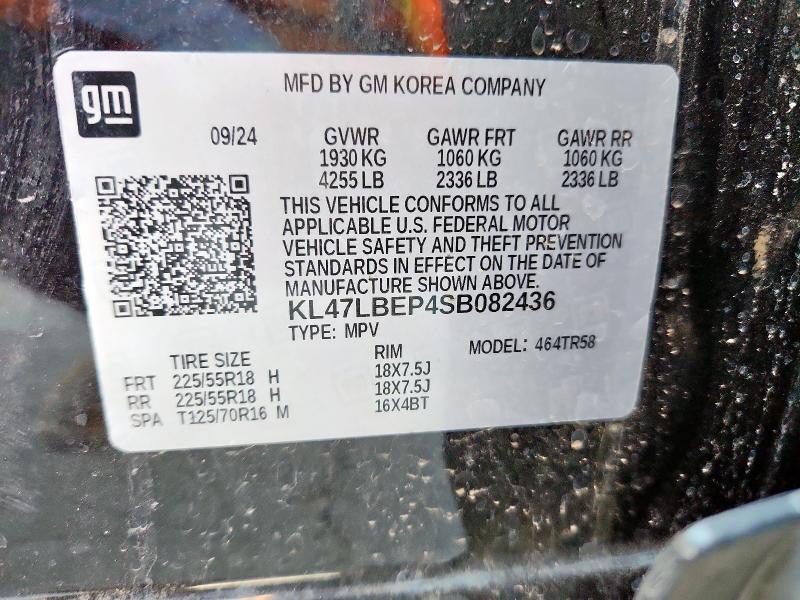 gm
MFD BY GM KOREA COMPANY
09/24 GVWR GAWR FRT GAWR RR
1930 KG 1060 KG 1060 KG
4255 LB 2336 LB 2336 LB
THIS VEHICLE CONFORMS TO ALL
APPLICABLE U.S. FEDERAL MOTOR
VEHICLE SAFETY AND THEFT PREVENTION
STANDARDS IN EFFECT ON THE DATE OF
MANUFACTURE SHOWN ABOVE.
KL47LBEP4SB082436
TYPE: MPV MODEL: 464TR58
TIRE SIZE RIM
FRT 225/55R18 H 18X7.5J
RR 225/55R18 H 18X7.5J
SPA T125/70R16 M 16X4BT